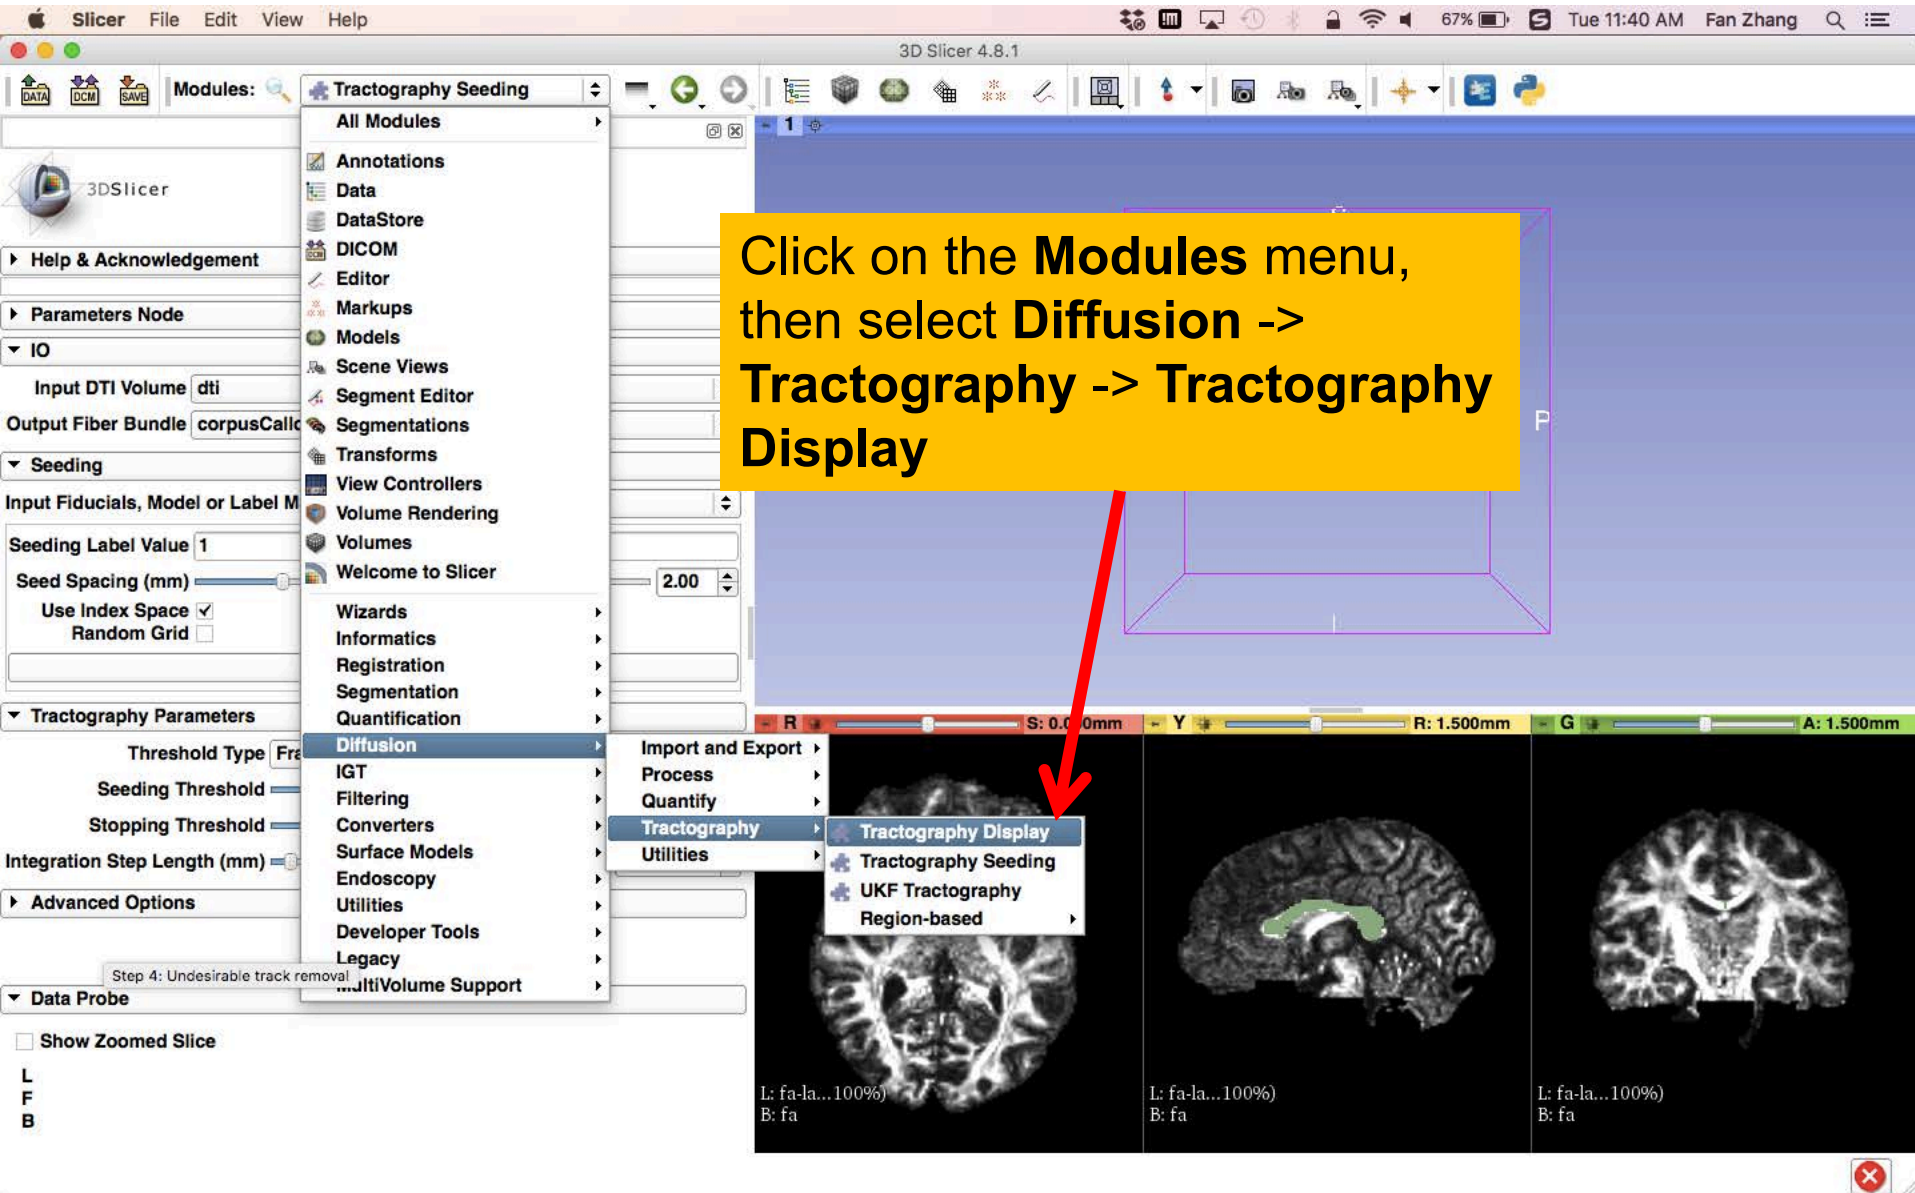 Slicer File Edit View Help
67% Tue 11:40 AM Fan Zhang
3D Slicer 4.8.1
DATA DCM SAVE Modules: Tractography Seeding
1
3DSlicer
Help & Acknowledgement
Parameters Node
IO
Input DTI Volume dti
Output Fiber Bundle corpusCallo
Seeding
Input Fiducials, Model or Label M
Seeding Label Value 1
Seed Spacing (mm) 2.00
Use Index Space
Random Grid
Tractography Parameters
Threshold Type Fra
Seeding Threshold
Stopping Threshold
Integration Step Length (mm)
Advanced Options
Step 4: Undesirable track removal
Data Probe
Show Zoomed Slice
L
F
B
All Modules
Annotations
Data
DataStore
DICOM
Editor
Markups
Models
Scene Views
Segment Editor
Segmentations
Transforms
View Controllers
Volume Rendering
Volumes
Welcome to Slicer
Wizards
Informatics
Registration
Segmentation
Quantification
Diffusion
IGT
Filtering
Converters
Surface Models
Endoscopy
Utilities
Developer Tools
Legacy
MultiVolume Support
Import and Export
Process
Quantify
Tractography
Utilities
Tractography Display
Tractography Seeding
UKF Tractography
Region-based
Click on the Modules menu,
then select Diffusion ->
Tractography -> Tractography
Display
P
I
R S: 0.000mm
Y R: 1.500mm
G A: 1.500mm
L: fa-la...100%)
B: fa
L: fa-la...100%)
B: fa
L: fa-la...100%)
B: fa